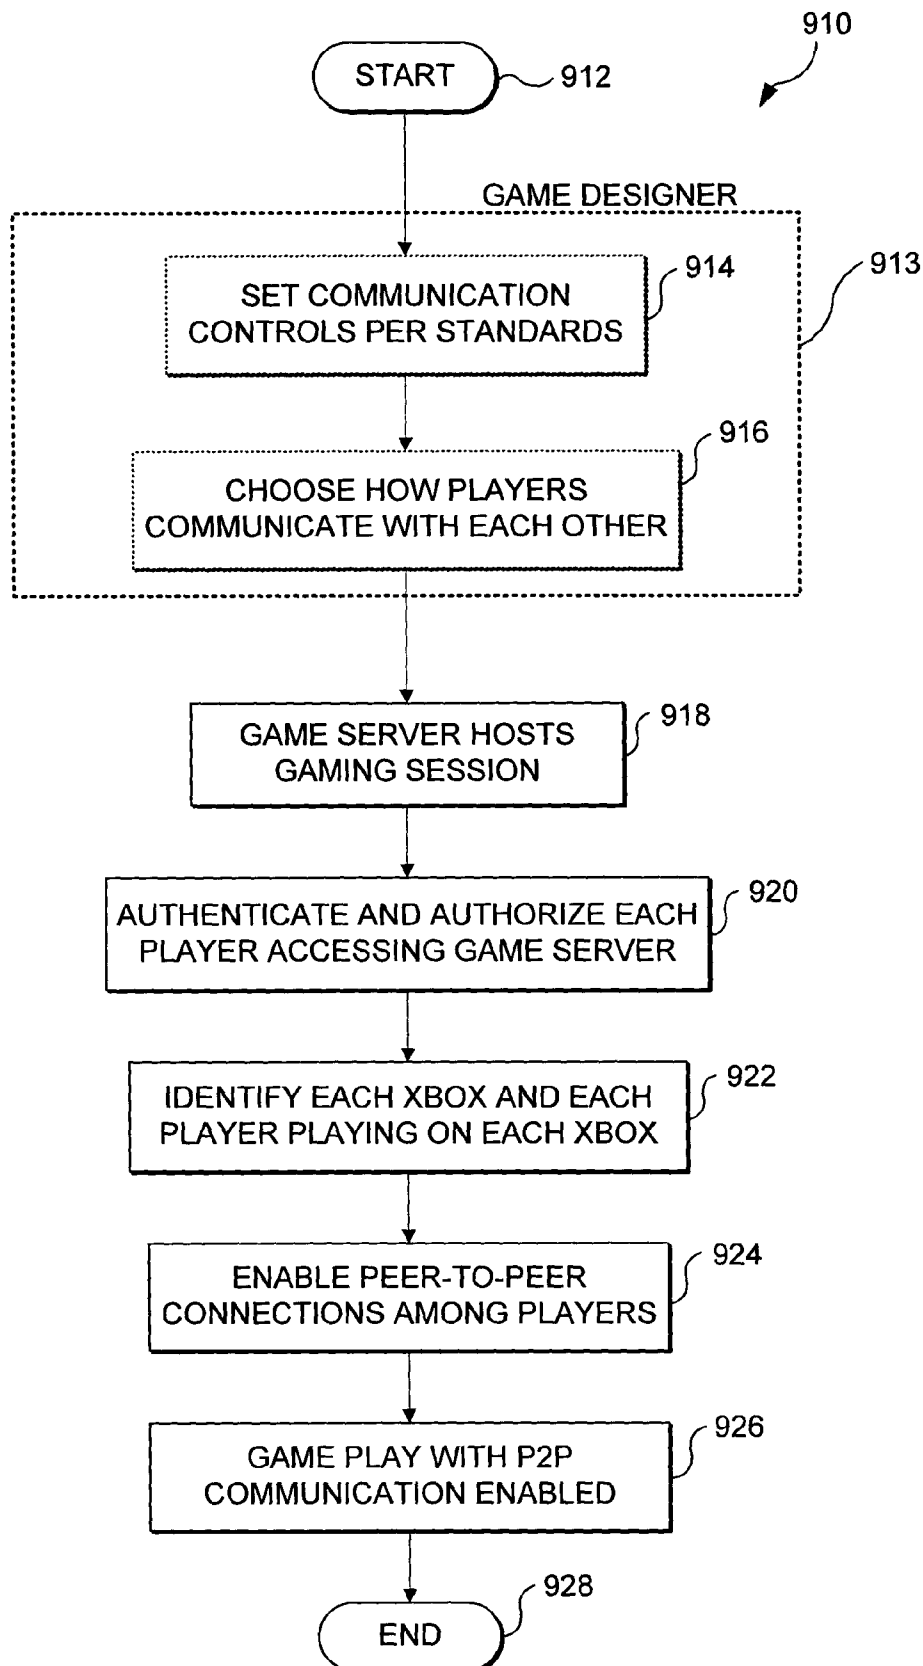 910
START
912
GAME DESIGNER
913
SET COMMUNICATION
CONTROLS PER STANDARDS
914
CHOOSE HOW PLAYERS
COMMUNICATE WITH EACH OTHER
916
GAME SERVER HOSTS
GAMING SESSION
918
AUTHENTICATE AND AUTHORIZE EACH
PLAYER ACCESSING GAME SERVER
920
IDENTIFY EACH XBOX AND EACH
PLAYER PLAYING ON EACH XBOX
922
ENABLE PEER-TO-PEER
CONNECTIONS AMONG PLAYERS
924
GAME PLAY WITH P2P
COMMUNICATION ENABLED
926
END
928